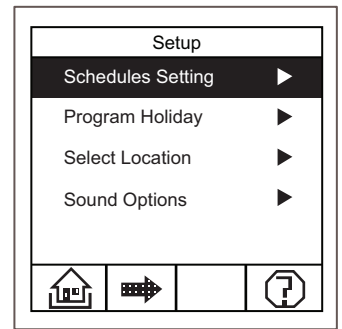 Setup
Schedules Setting
Program Holiday
Select Location
Sound Options
?